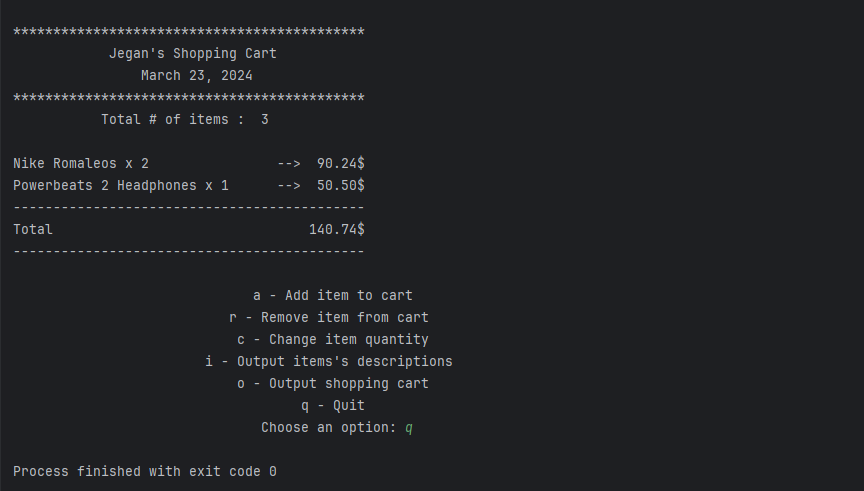 ********************************************
Jegan's Shopping Cart
March 23, 2024
********************************************
Total # of items :  3
Nike Romaleos x 2                -->  90.24$
Powerbeats 2 Headphones x 1      -->  50.50$
--------------------------------------------
Total                                140.74$
--------------------------------------------
a - Add item to cart
r - Remove item from cart
c - Change item quantity
i - Output items's descriptions
o - Output shopping cart
q - Quit
Choose an option: q
Process finished with exit code 0